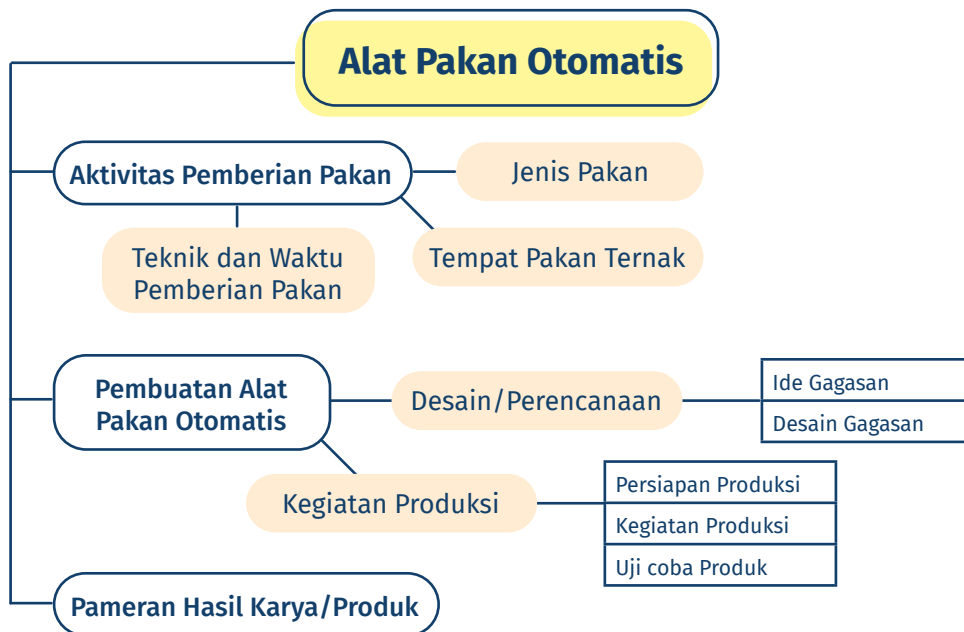 Alat Pakan Otomatis
Aktivitas Pemberian Pakan
Jenis Pakan
Teknik dan Waktu
Pemberian Pakan
Tempat Pakan Ternak
Pembuatan Alat
Pakan Otomatis
Desain/Perencanaan
Ide Gagasan
Desain Gagasan
Kegiatan Produksi
Persiapan Produksi
Kegiatan Produksi
Uji coba Produk
Pameran Hasil Karya/Produk